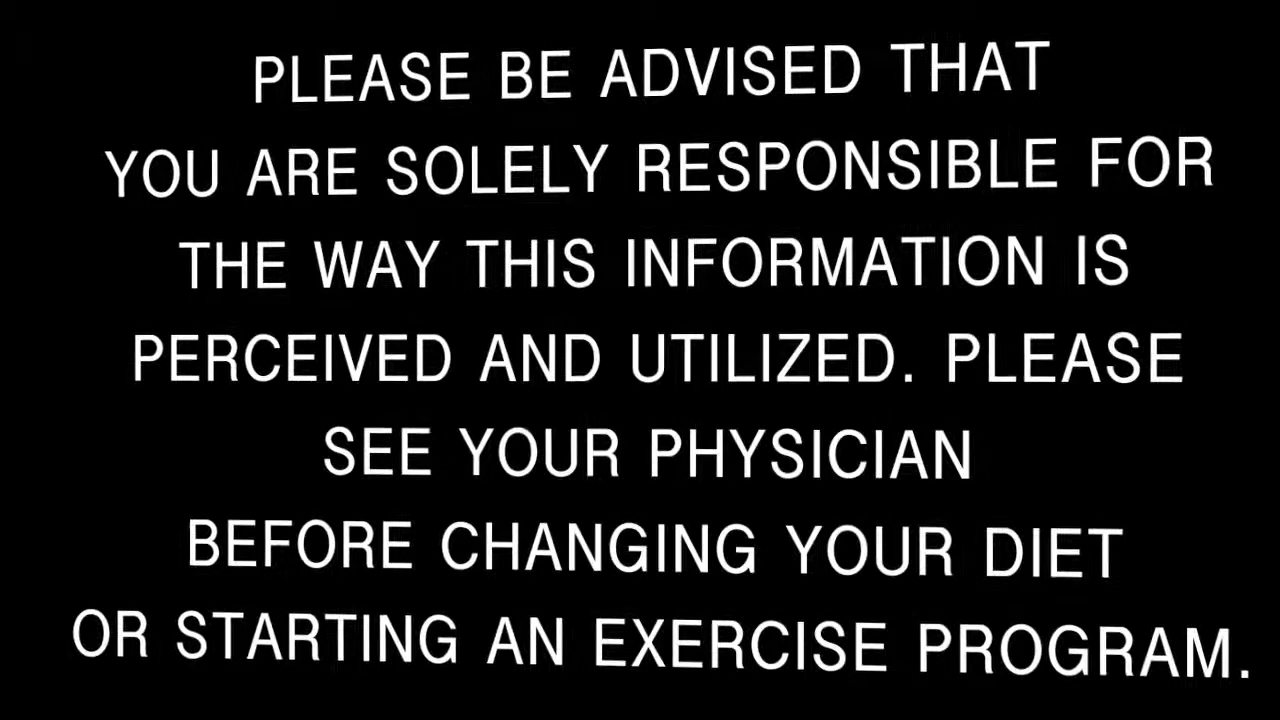 PLEASE BE ADVISED THAT
YOU ARE SOLELY RESPONSIBLE FOR
THE WAY THIS INFORMATION IS
PERCEIVED AND UTILIZED. PLEASE
SEE YOUR PHYSICIAN
BEFORE CHANGING YOUR DIET
OR STARTING AN EXERCISE PROGRAM.